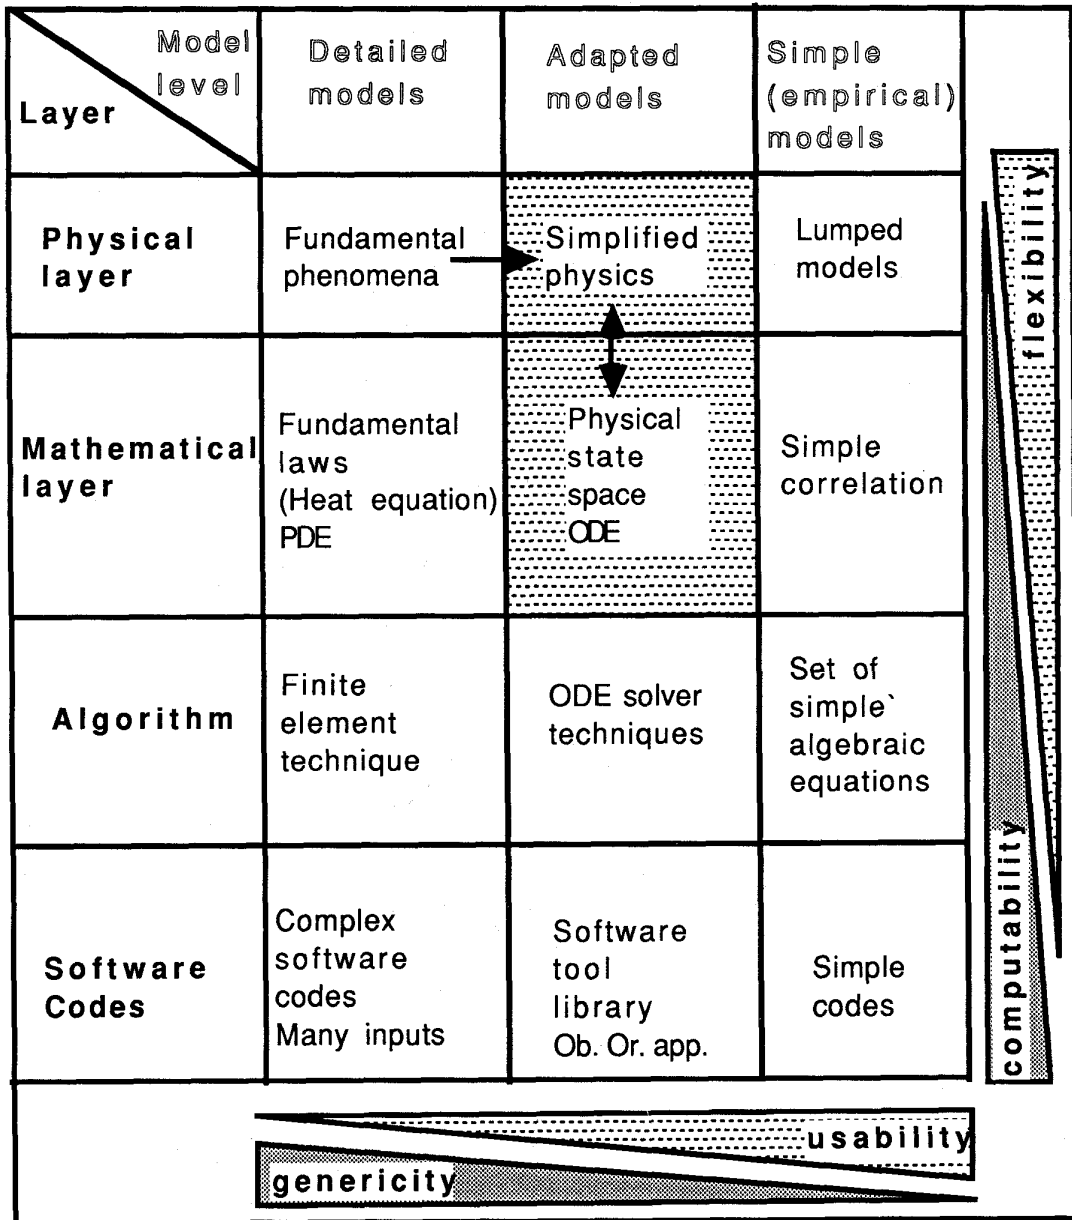 Model
level
Layer
Detailed
models
Adapted
models
Simple
(empirical)
models
Physical
layer
Fundamental
phenomena
Simplified
physics
Lumped
models
Mathematical
layer
Fundamental
laws
(Heat equation)
PDE
Physical
state
space
ODE
Simple
correlation
Algorithm
Finite
element
technique
ODE solver
techniques
Set of
simple`
algebraic
equations
Software
Codes
Complex
software
codes
Many inputs
Software
tool
library
Ob. Or. app.
Simple
codes
flexibility
computability
usability
genericity